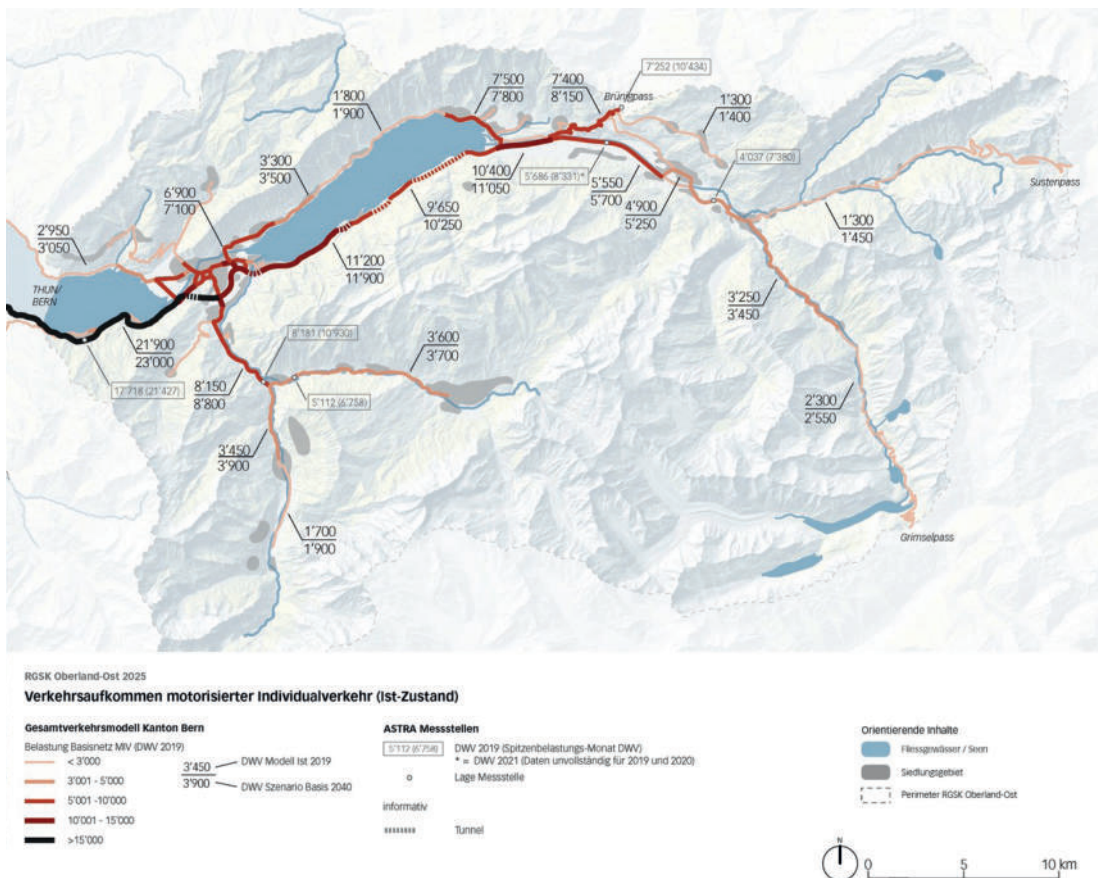 7'252 (10'434)
7'500
7'800
7'400
8'150
Brünigpass
1'800
1'900
1'300
1'400
4'037 (7'380)
3'300
3'500
5'686 (8'331)*
10'400
11'050
5'550
5'700
Sustenpass
6'900
7'100
9'650
10'250
4'900
5'250
1'300
1'450
2'950
3'050
11'200
11'900
THUN/
BERN
3'250
3'450
21'900
23'000
8'181 (10'930)
3'600
3'700
17'718 (21'427)
8'150
8'800
5'112 (6'758)
2'300
2'550
3'450
3'900
1'700
1'900
Grimselpass
RGSK Oberland-Ost 2025
Verkehrsaufkommen motorisierter Individualverkehr (Ist-Zustand)
Gesamtverkehrsmodell Kanton Bern
Belastung Basisnetz MIV (DWV 2019)
< 3'000
3'001 - 5'000
5'001 -10'000
10'001 - 15'000
>15'000
3'450
3'900
DWV Modell Ist 2019
DWV Szenario Basis 2040
ASTRA Messstellen
5'112 (6'758)
DWV 2019 (Spitzenbelastungs-Monat DWV)
* = DWV 2021 (Daten unvollständig für 2019 und 2020)
Lage Messstelle
informativ
Tunnel
Orientierende Inhalte
Fliessgewässer / Seen
Siedlungsgebiet
Perimeter RGSK Oberland-Ost
N
0 5 10 km